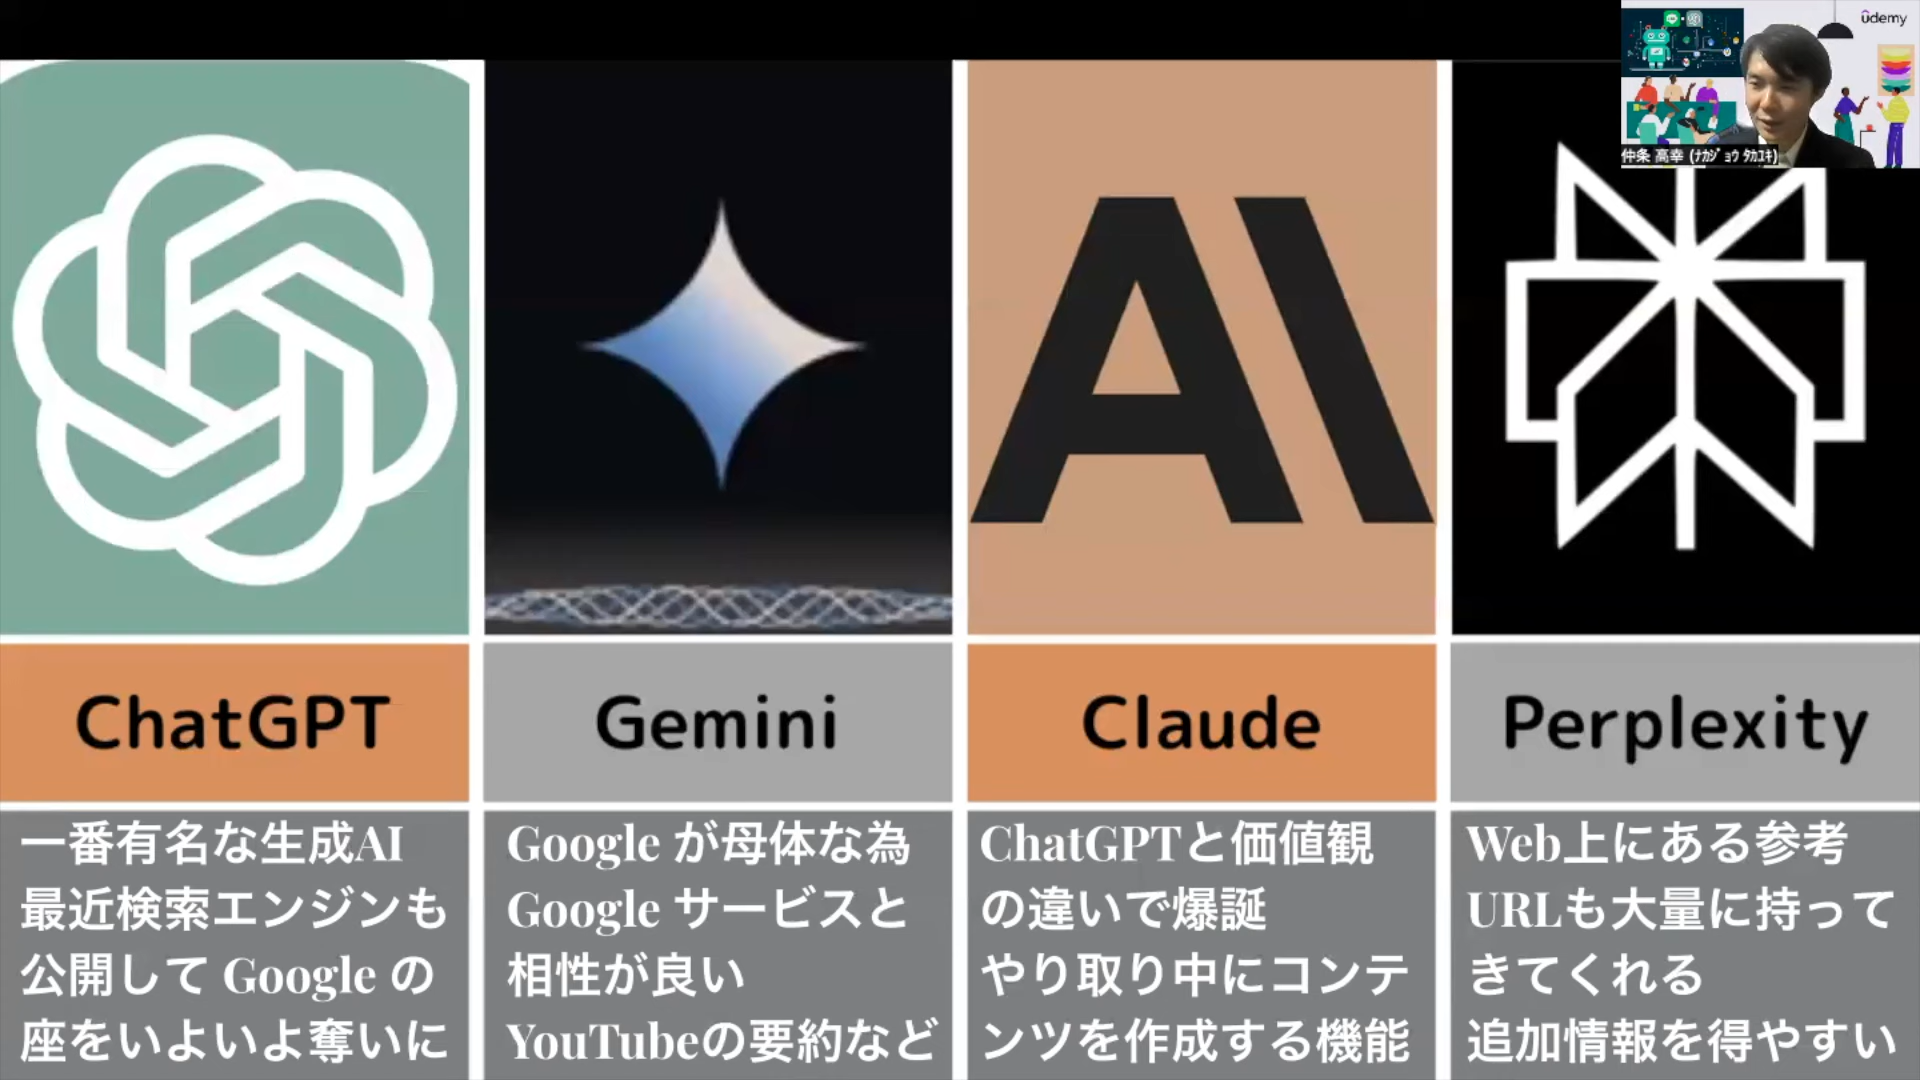 ûdemy
仲条 高幸 (ﾅｶｼﾞｮｳ ﾀｶﾕｷ)
ChatGPT
Gemini
Claude
Perplexity
一番有名な生成AI
最近検索エンジンも
公開して Google の
座をいよいよ奪いに
Google が母体な為
Google サービスと
相性が良い
YouTubeの要約など
ChatGPTと価値観
の違いで爆誕
やり取り中にコンテ
ンツを作成する機能
Web上にある参考
URLも大量に持って
きてくれる
追加情報を得やすい